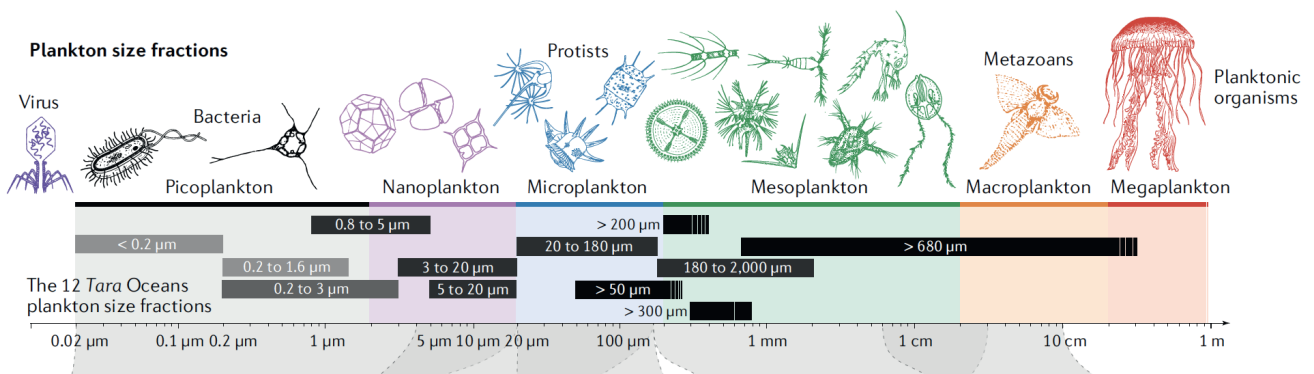 Plankton size fractions
Virus
Bacteria
Protists
Metazoans
Planktonic
organisms
Picoplankton
Nanoplankton
Microplankton
Mesoplankton
Macroplankton
Megaplankton
0.8 to 5 µm
> 200 µm
< 0.2 µm
20 to 180 µm
> 680 µm
0.2 to 1.6 µm
3 to 20 µm
180 to 2,000 µm
The 12 Tara Oceans
plankton size fractions
0.2 to 3 µm
5 to 20 µm
> 50 µm
> 300 µm
0.02 µm 0.1 µm 0.2 µm 1 µm 5 µm 10 µm 20 µm 100 µm 1 mm 1 cm 10 cm 1 m